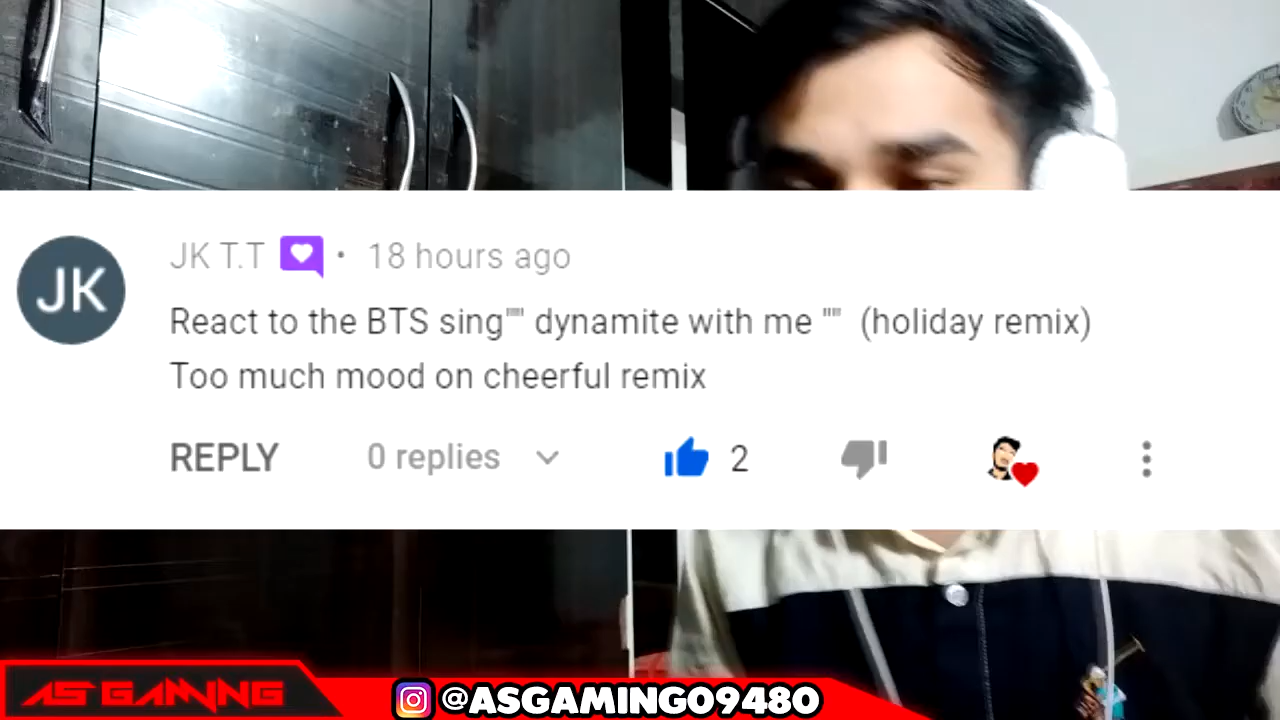 JK
JK T.T • 18 hours ago
React to the BTS sing"" dynamite with me "" (holiday remix)
Too much mood on cheerful remix
REPLY 0 replies 2
AS GAMING
@ASGAMING09480